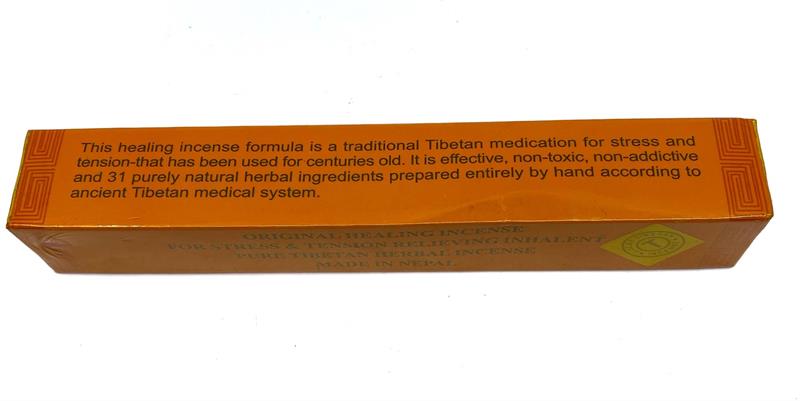 This healing incense formula is a traditional Tibetan medication for stress and
tension-that has been used for centuries old. It is effective, non-toxic, non-addictive
and 31 purely natural herbal ingredients prepared entirely by hand according to
ancient Tibetan medical system.
ORIGINAL HEALING INCENSE
FOR STRESS & TENSION RELIEVING INHALENT
PURE TIBETAN HERBAL INCENSE
MADE IN NEPAL